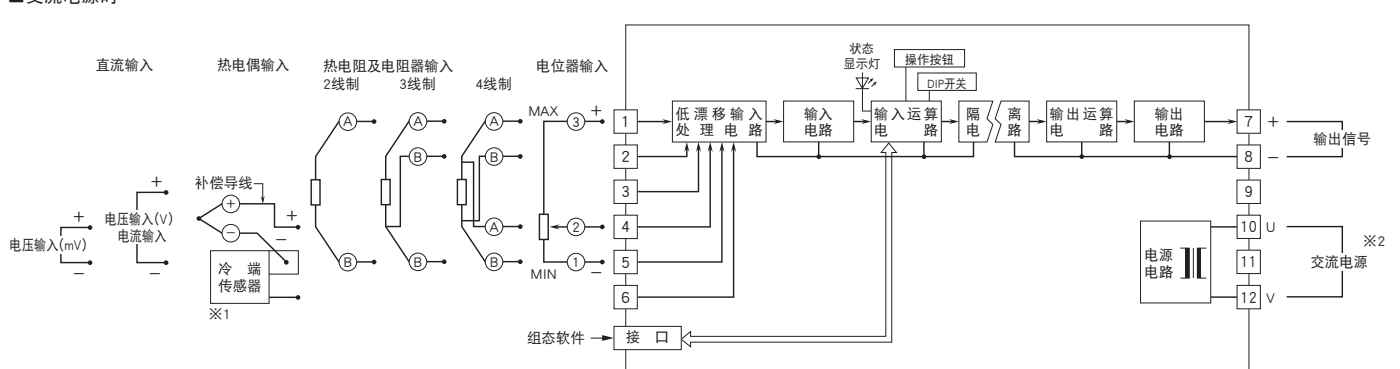 直流输入
热电偶输入
热电阻及电阻器输入
2线制
3线制
4线制
电位器输入
电压输入(mV)
+
−
电压输入(V)
电流输入
+
−
补偿导线
+
−
+
−
冷 端
传感器
※1
A
B
A
B
B
A
B
A
B
MAX
3 +
2
1 −
MIN
1
2
3
4
5
6
低漂移输入
处理电路
输入
电路
状态
显示灯
操作按钮
DIP开关
输入运算
电 路
隔 离
电 路
输出运算
电 路
输出
电路
7 +
8 −
输出信号
9
10 U
11
12 V
电源
电路
※2
交流电源
组态软件
接 口